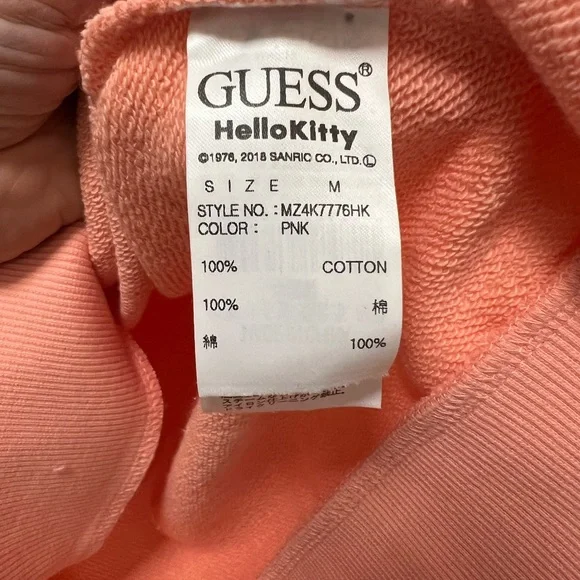 GUESS®
HelloKitty
©1976, 2018 SANRIO CO., LTD.Ⓛ
SIZE M
STYLE NO. : MZ4K7776HK
COLOR : PNK
100% COTTON
100% 棉
綿 100%